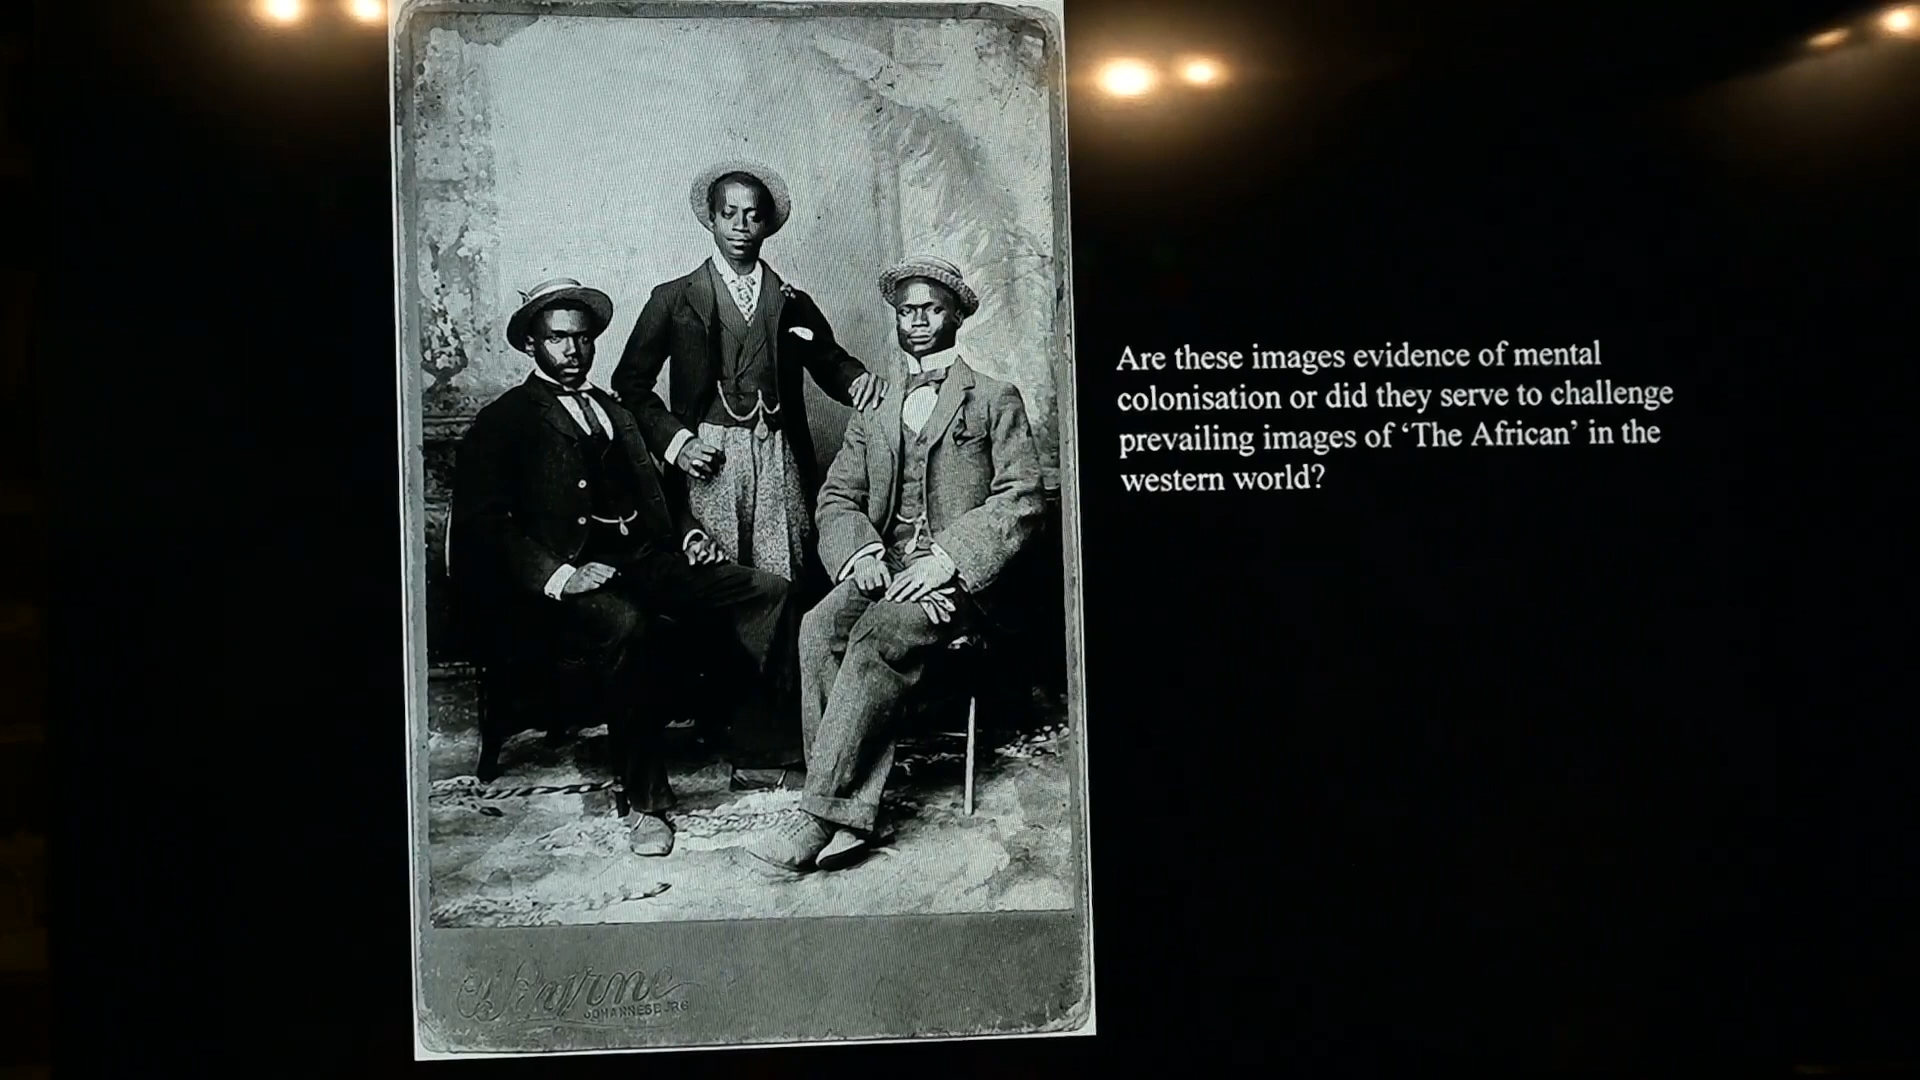 Are these images evidence of mental
colonisation or did they serve to challenge
prevailing images of ‘The African’ in the
western world?
JOHANNESBURG